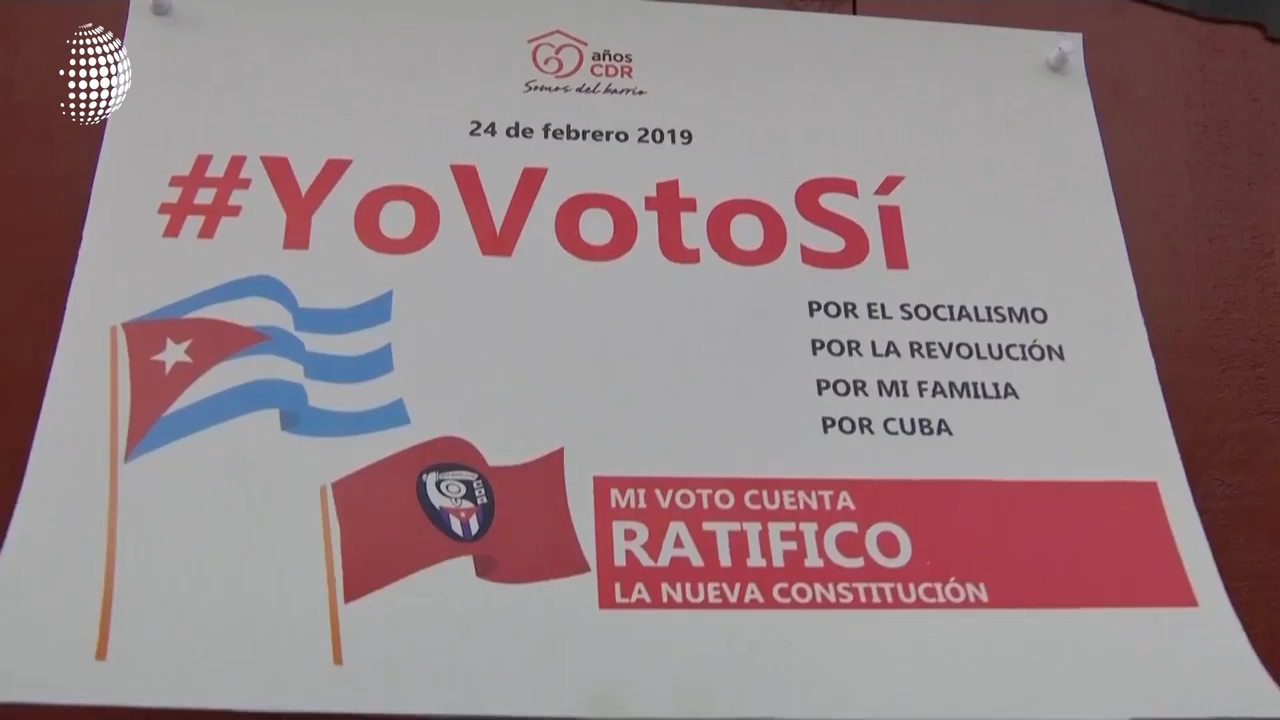 60 años
CDR
Somos del barrio
24 de febrero 2019
#YoVotoSí
POR EL SOCIALISMO
POR LA REVOLUCIÓN
POR MI FAMILIA
POR CUBA
CDR
MI VOTO CUENTA
RATIFICO
LA NUEVA CONSTITUCIÓN